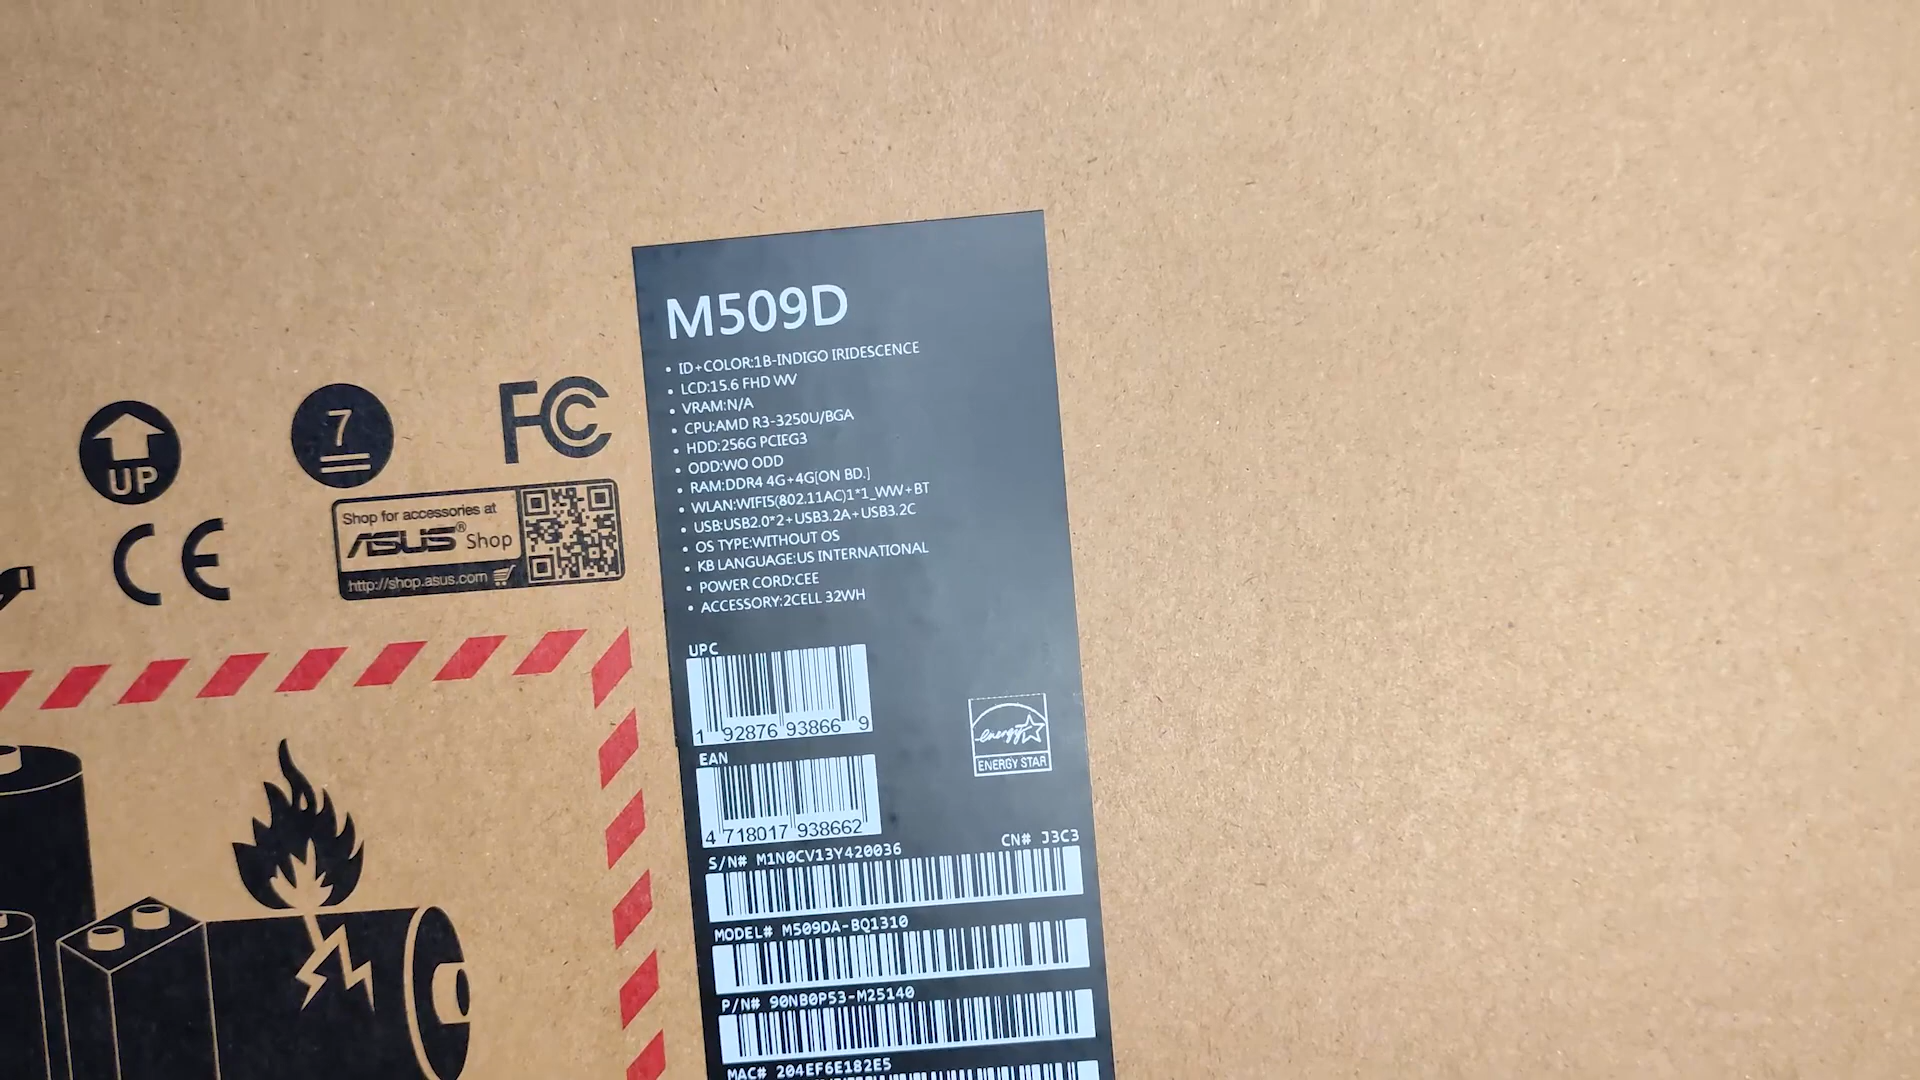 M509D
• ID+COLOR:1B-INDIGO IRIDESCENCE
• LCD:15.6 FHD WV
• VRAM:N/A
• CPU:AMD R3-3250U/BGA
• HDD:256G PCIEG3
• ODD:WO ODD
• RAM:DDR4 4G+4G[ON BD.]
• WLAN:WIFI5(802.11AC)1*1_WW+BT
• USB:USB2.0*2+USB3.2A+USB3.2C
• OS TYPE:WITHOUT OS
• KB LANGUAGE:US INTERNATIONAL
• POWER CORD:CEE
• ACCESSORY:2CELL 32WH
UPC
1 92876 93866 9
EAN
4 718017 938662
energy
ENERGY STAR
S/N# M1N0CV13Y420036 CN# J3C3
MODEL# M509DA-BQ1310
P/N# 90NB0P53-M25140
MAC# 204EF6E182E5
UP
7
FC
CE
Shop for accessories at
ASUS® Shop
http://shop.asus.com